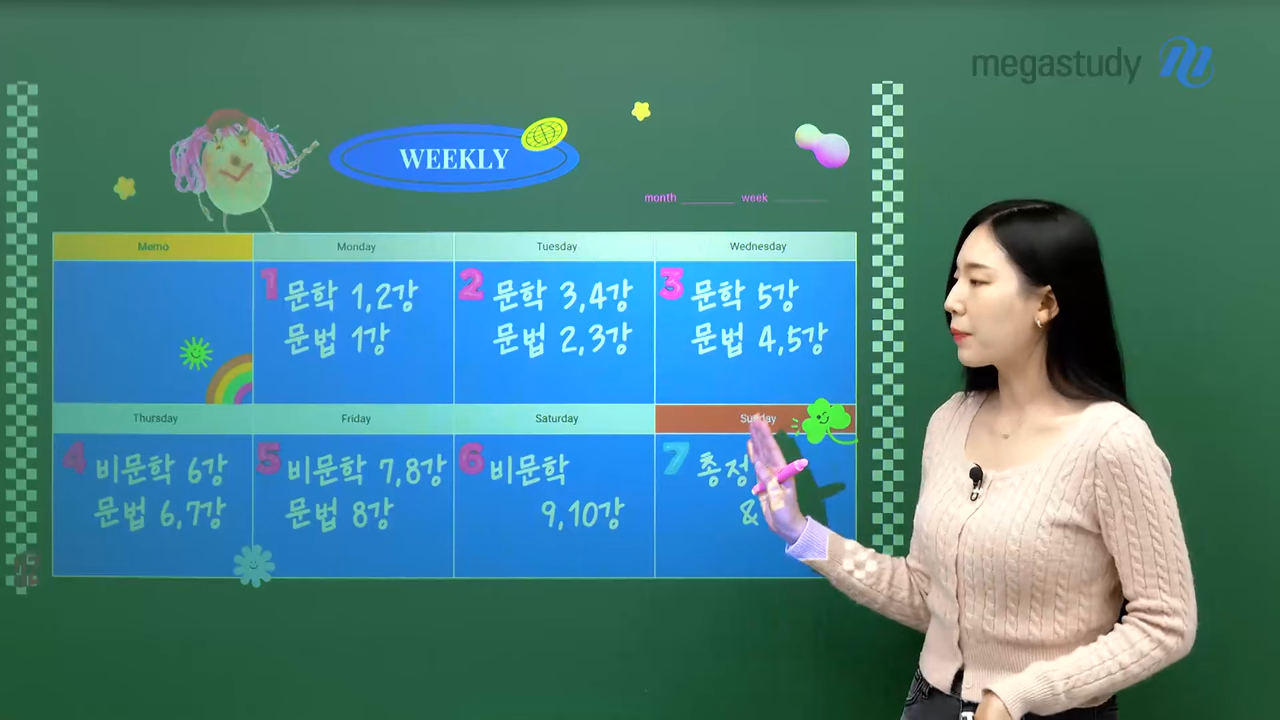 megastudy
WEEKLY
month week
Memo
Monday
Tuesday
Wednesday
1 문학 1,2강
문법 1강
2 문학 3,4강
문법 2,3강
3 문학 5강
문법 4,5강
Thursday
Friday
Saturday
4 비문학 6강
문법 6,7강
5 비문학 7,8강
문법 8강
6 비문학
9,10강
7
&